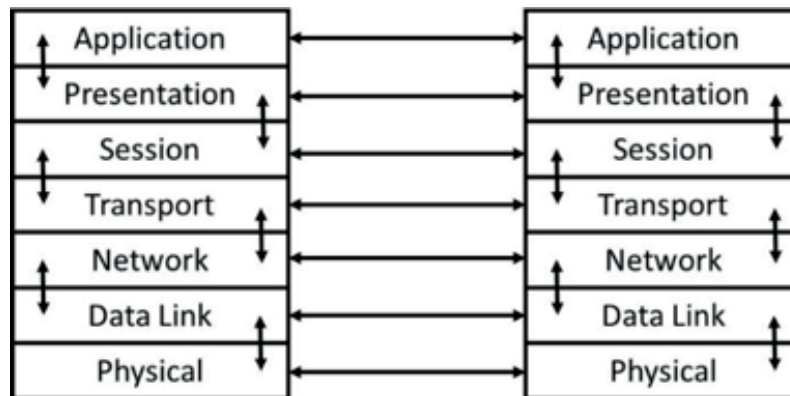 Application Application
Presentation Presentation
Session Session
Transport Transport
Network Network
Data Link Data Link
Physical Physical